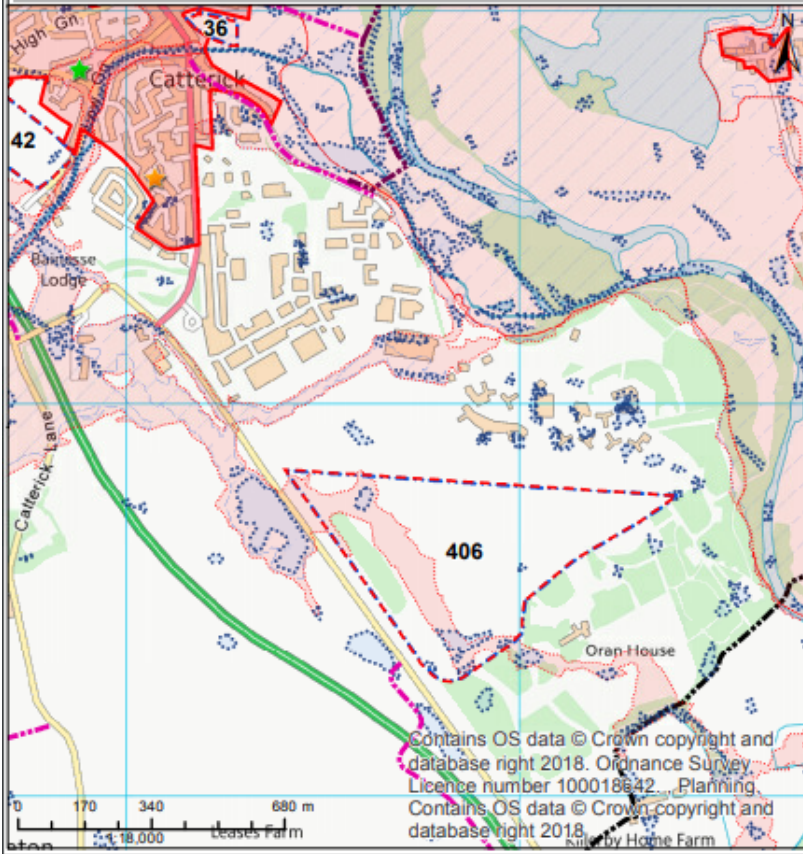 High Gn.
36
N
Catterick
42
Bainesse
Lodge
Catterick Lane
406
Oran House
Contains OS data © Crown copyright and
database right 2018. Ordnance Survey
Licence number 100018642... Planning
Contains OS data © Crown copyright and
database right 2018
0 170 340 680 m
1:18,000
Leases Farm
Killerby Home Farm
eton